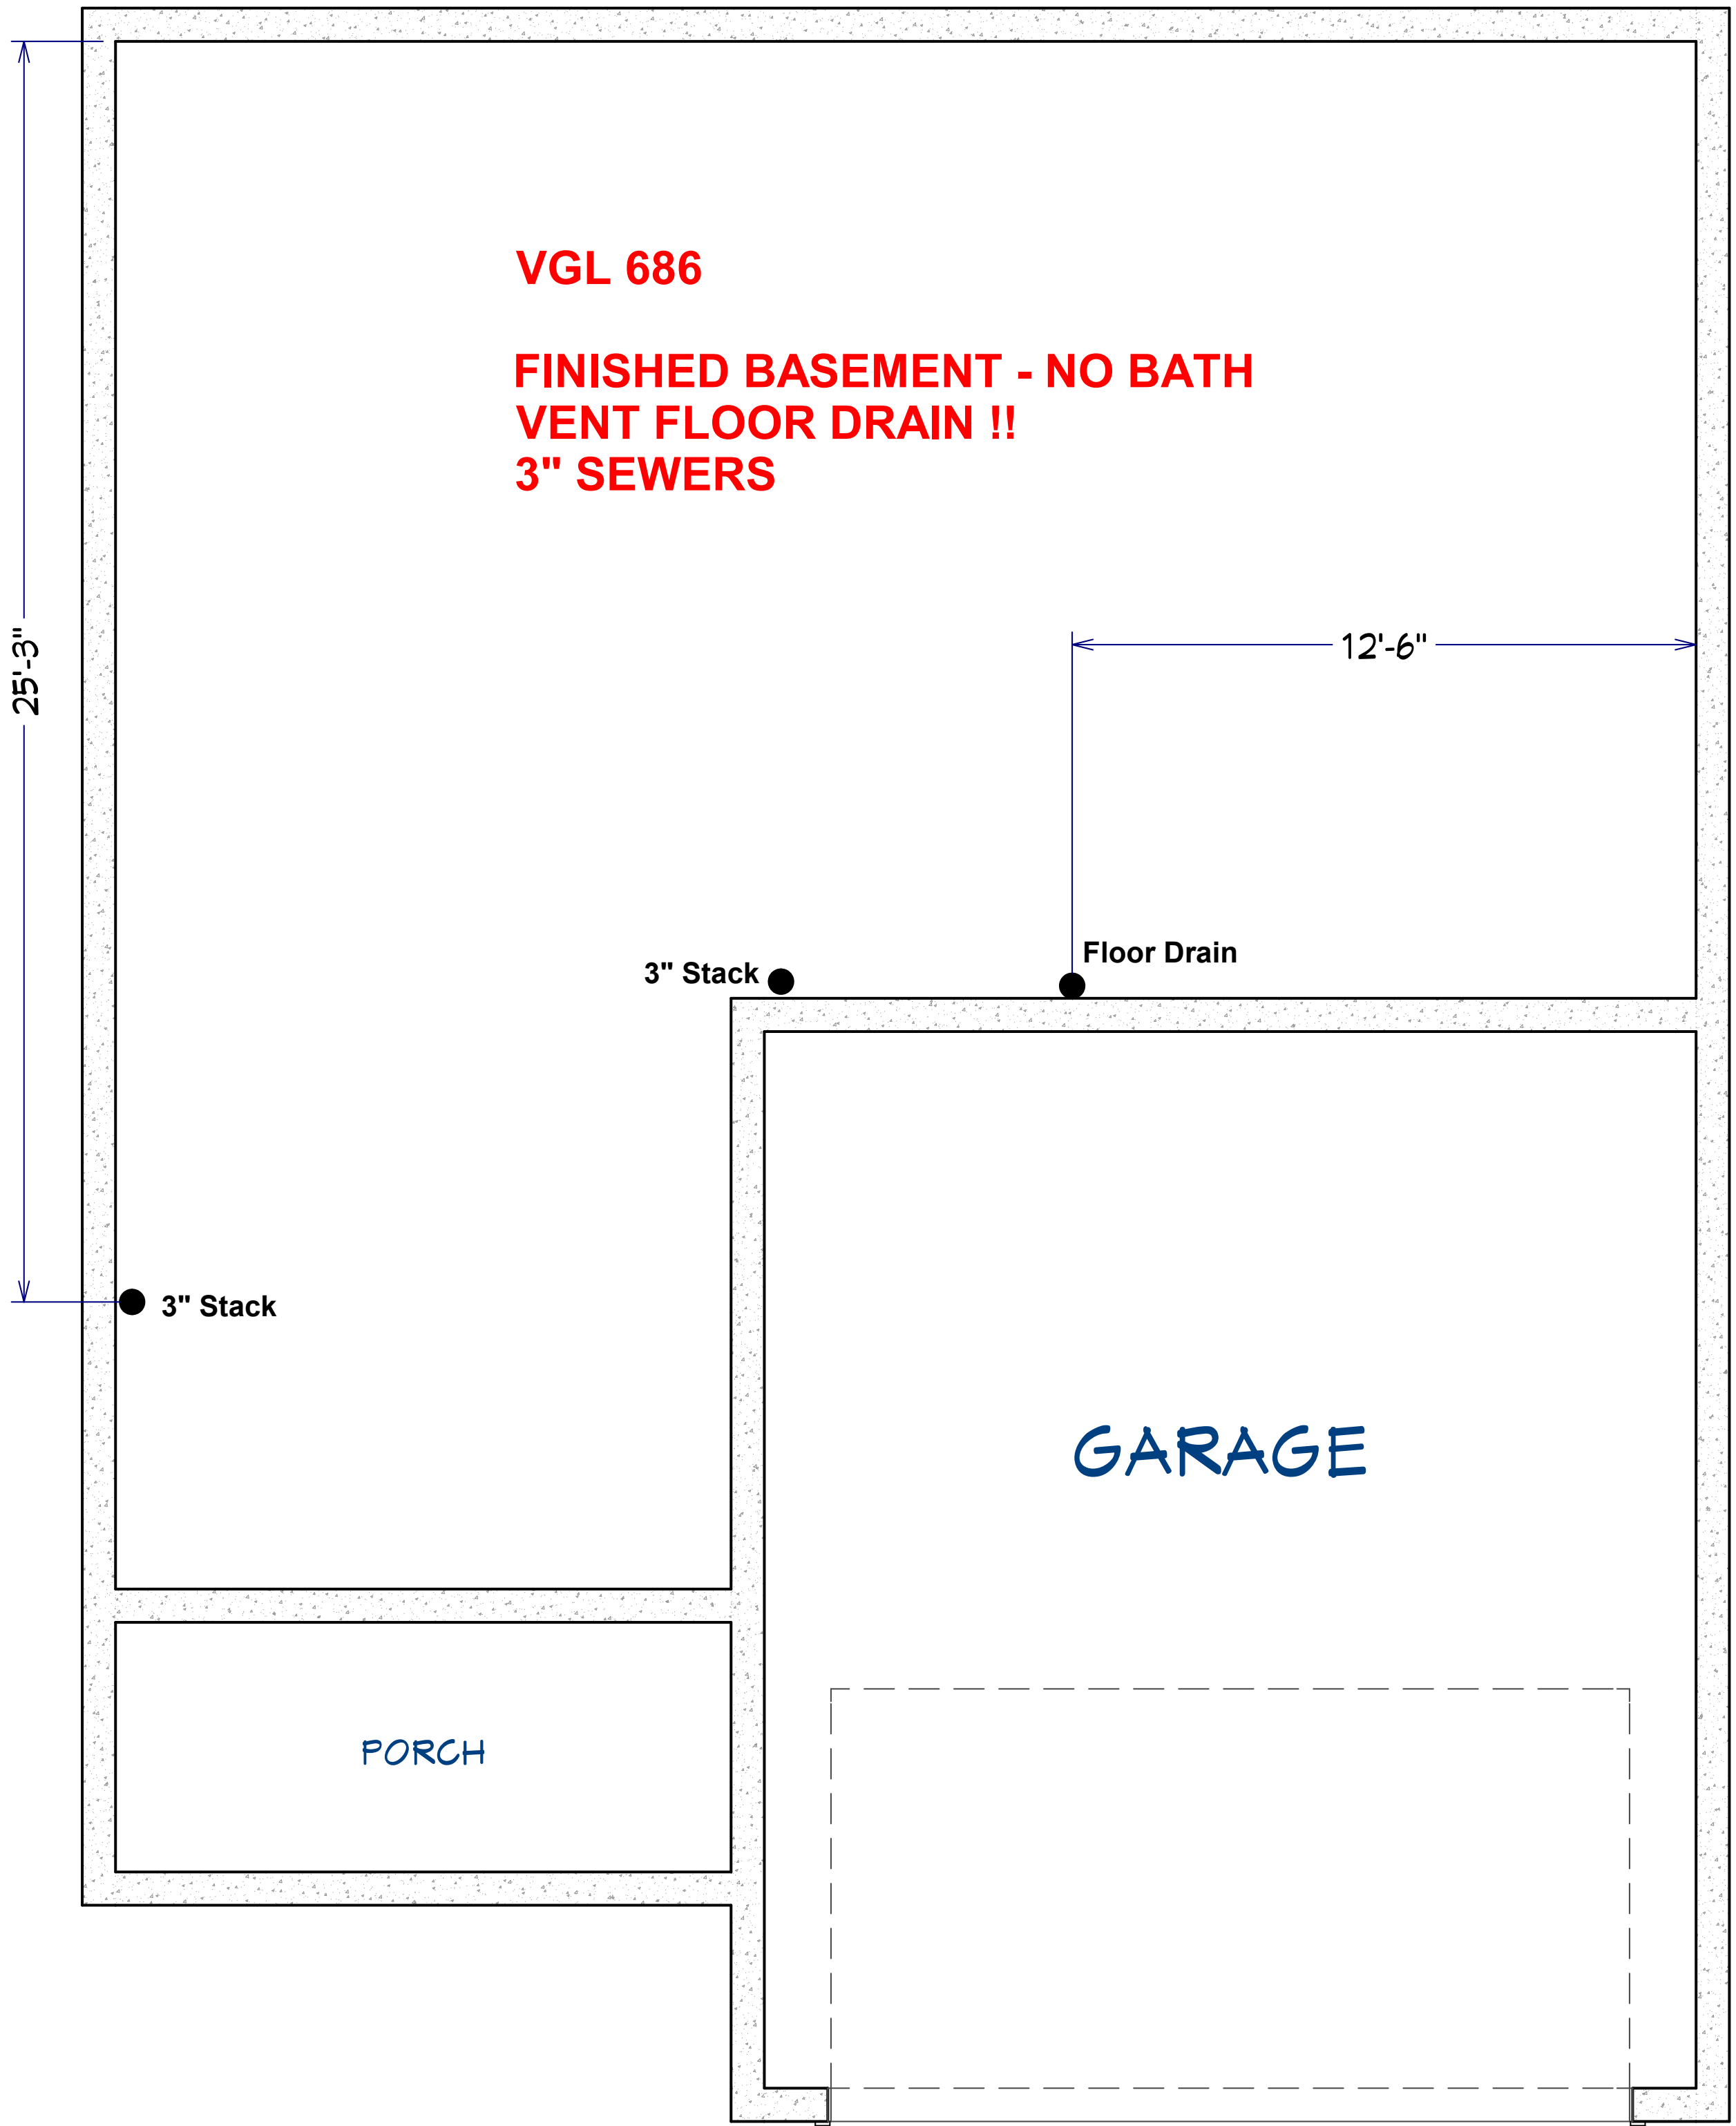 VGL 686
FINISHED BASEMENT - NO BATH
VENT FLOOR DRAIN !!
3" SEWERS
25'-3"
12'-6"
Floor Drain
3" Stack
3" Stack
GARAGE
PORCH